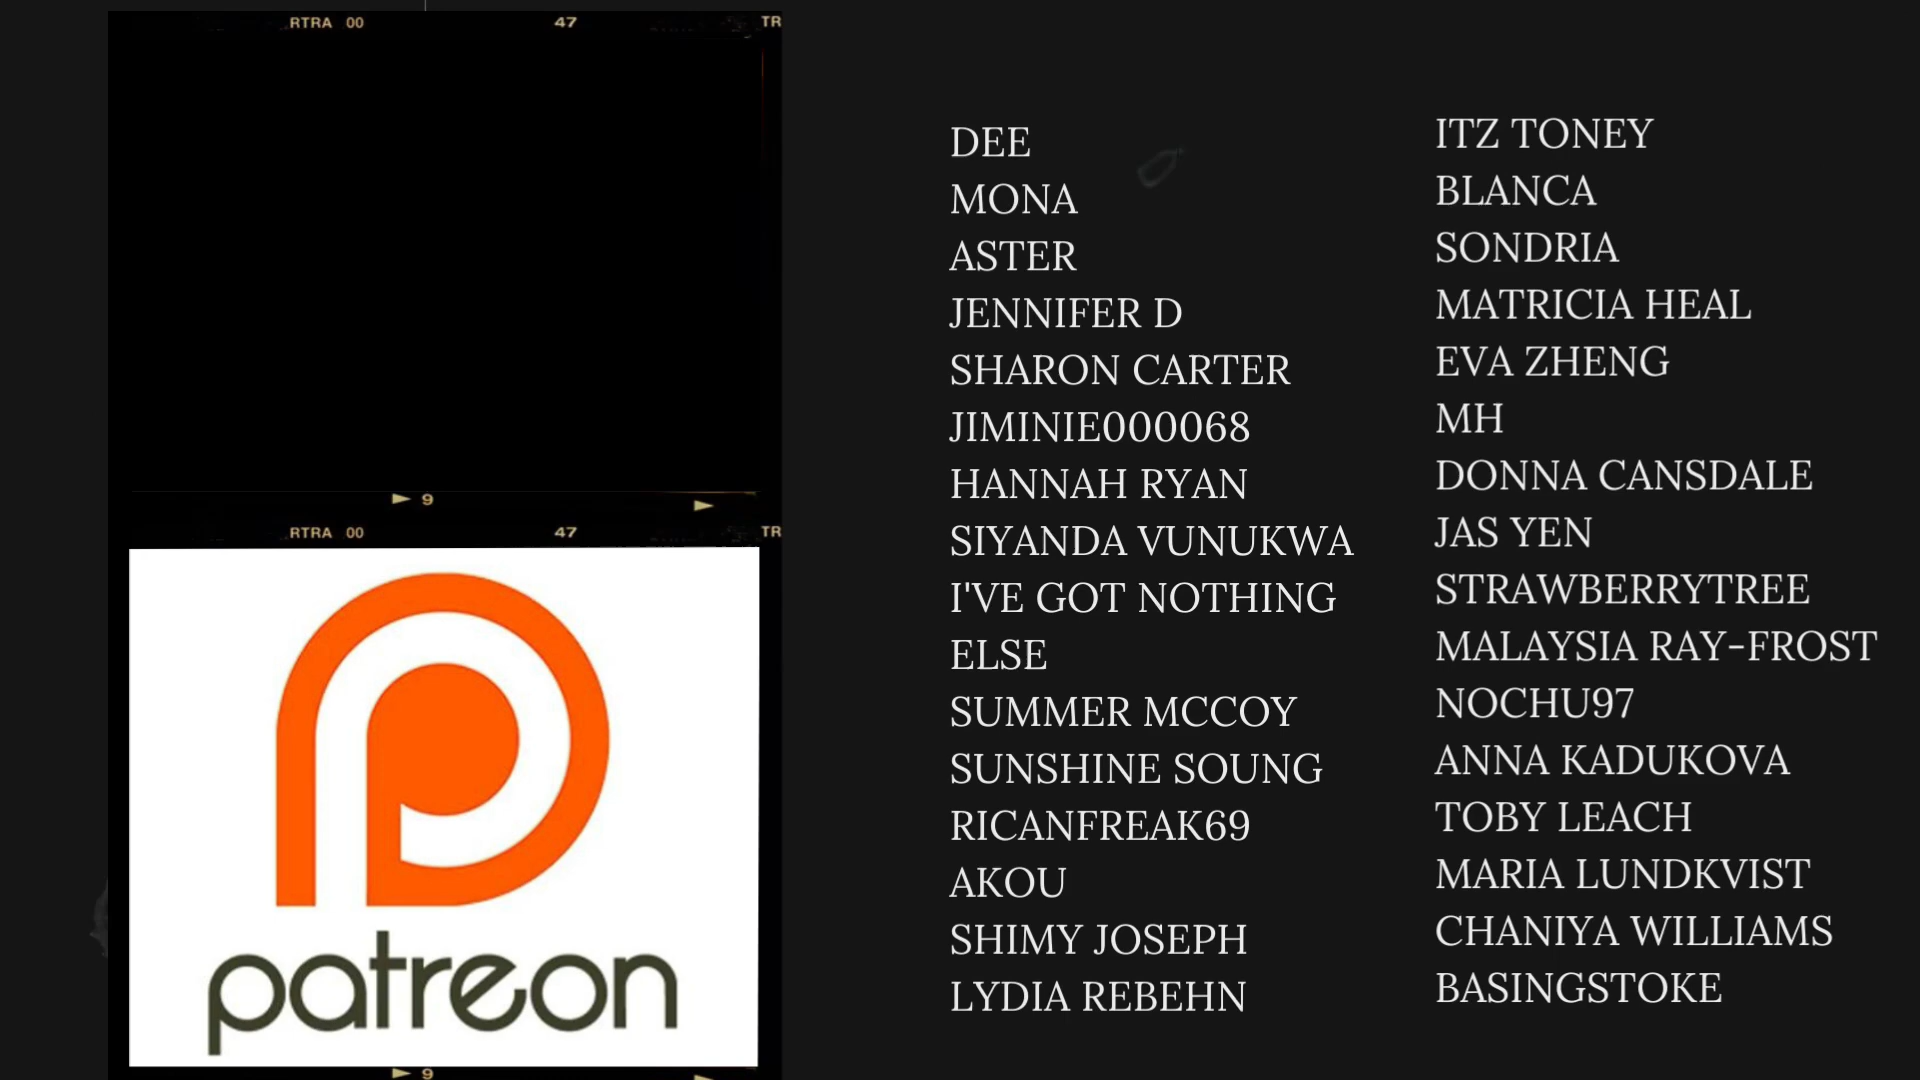 RTRA 00 47 TR
9
RTRA 00 47 TR
patreon
9
DEE
MONA
ASTER
JENNIFER D
SHARON CARTER
JIMINIE000068
HANNAH RYAN
SIYANDA VUNUKWA
I'VE GOT NOTHING
ELSE
SUMMER MCCOY
SUNSHINE SOUNG
RICANFREAK69
AKOU
SHIMY JOSEPH
LYDIA REBEHN
ITZ TONEY
BLANCA
SONDRIA
MATRICIA HEAL
EVA ZHENG
MH
DONNA CANSDALE
JAS YEN
STRAWBERRYTREE
MALAYSIA RAY-FROST
NOCHU97
ANNA KADUKOVA
TOBY LEACH
MARIA LUNDKVIST
CHANIYA WILLIAMS
BASINGSTOKE